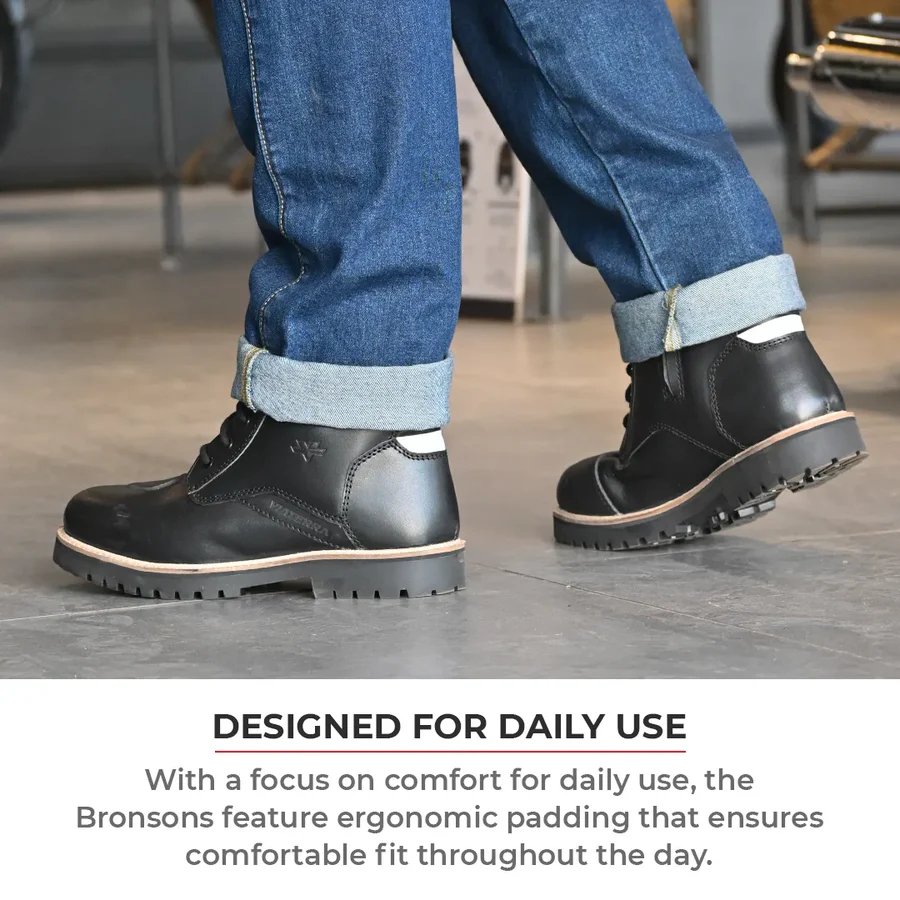 VIATERRA
DESIGNED FOR DAILY USE
With a focus on comfort for daily use, the
Bronsons feature ergonomic padding that ensures
comfortable fit throughout the day.